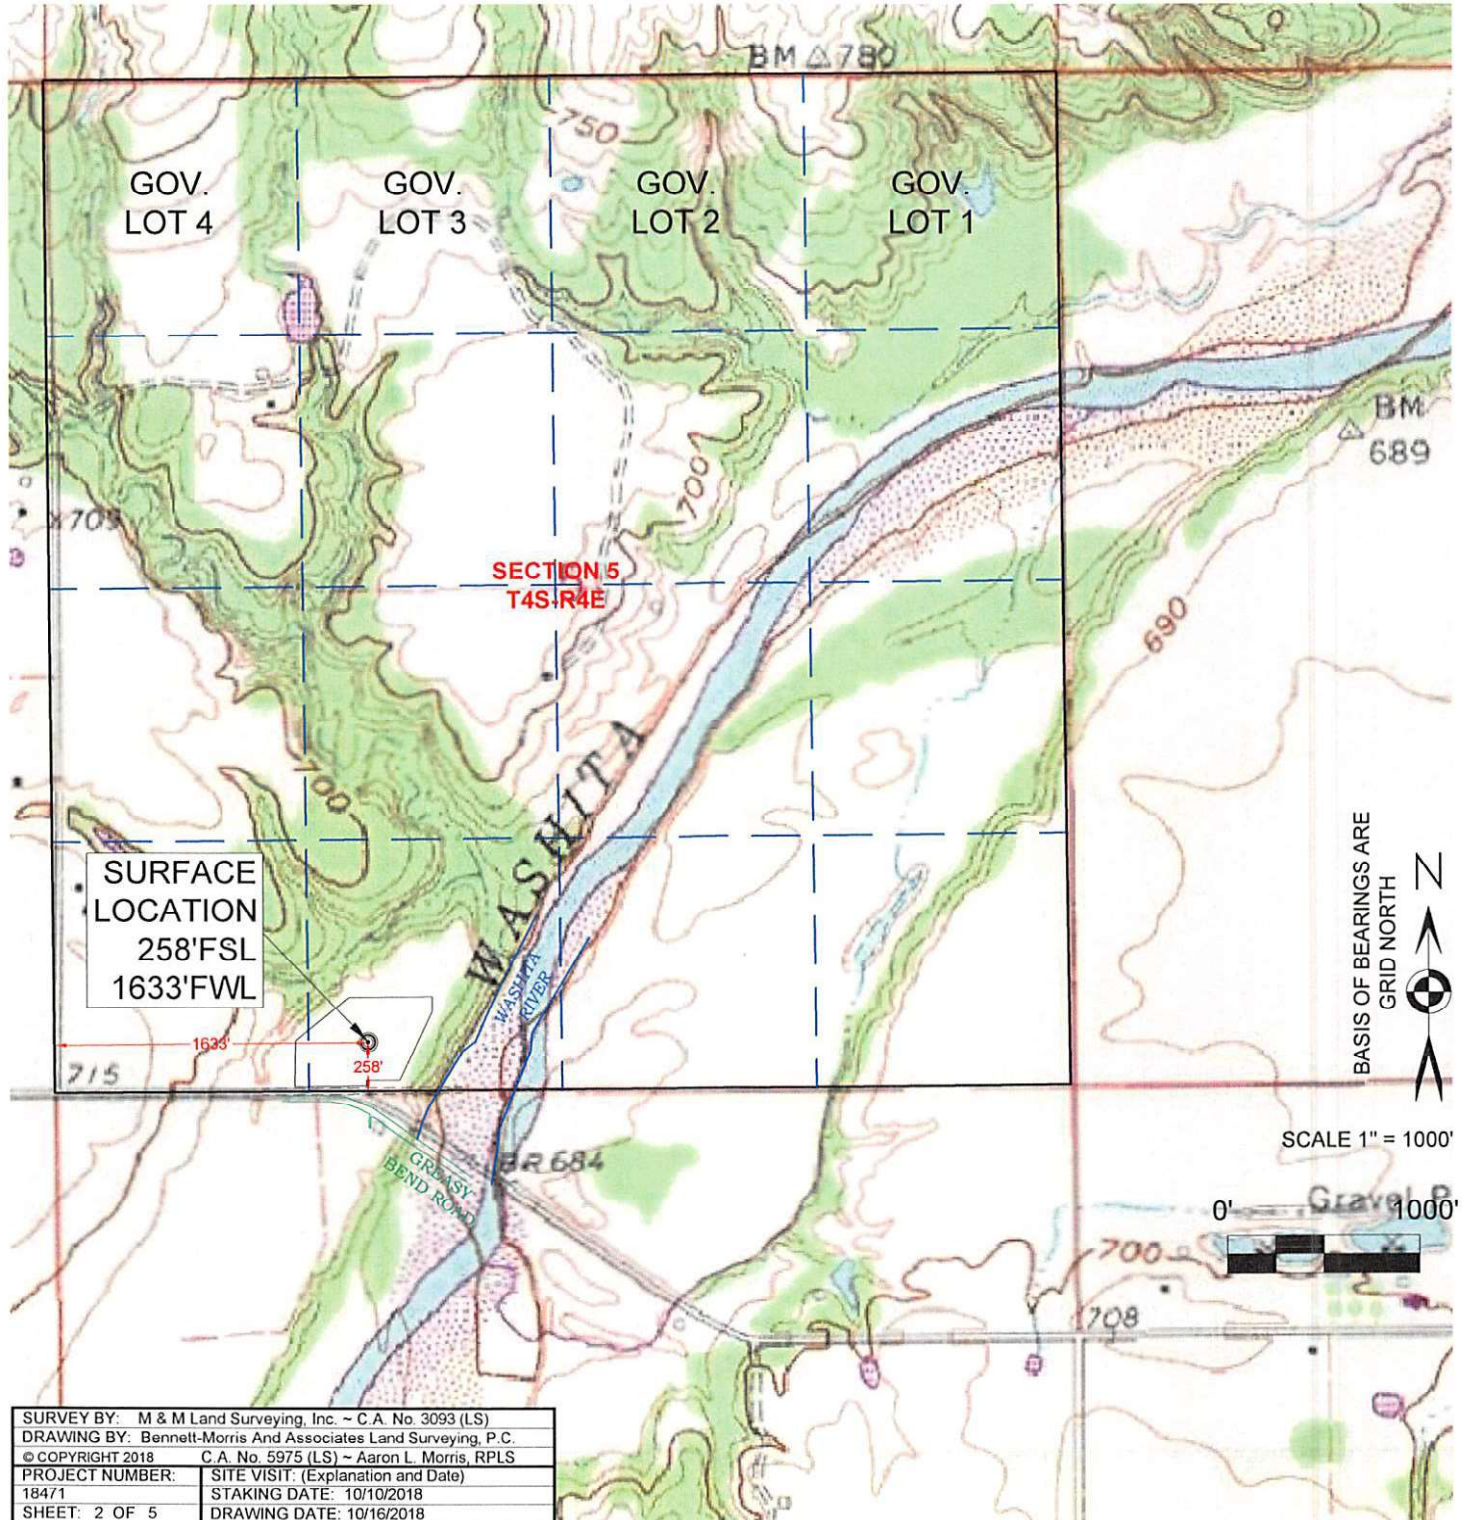 BM 780
750
GOV.
LOT 4
GOV.
LOT 3
GOV.
LOT 2
GOV.
LOT 1
BM
689
700
709
SECTION 5
T4S-R4E
690
WASHITA
700
SURFACE
LOCATION
258'FSL
1633'FWL
WASHITA
RIVER
1633'
258'
715
BASIS OF BEARINGS ARE
GRID NORTH
N
SCALE 1" = 1000'
GREASY
BEND ROAD
BR 684
Gravel P
0' 1000'
700
708
SURVEY BY: M & M Land Surveying, Inc. ~ C.A. No. 3093 (LS)
DRAWING BY: Bennett-Morris And Associates Land Surveying, P.C.
© COPYRIGHT 2018 C.A. No. 5975 (LS) ~ Aaron L. Morris, RPLS
PROJECT NUMBER:
18471
SHEET: 2 OF 5
SITE VISIT: (Explanation and Date)
STAKING DATE: 10/10/2018
DRAWING DATE: 10/16/2018